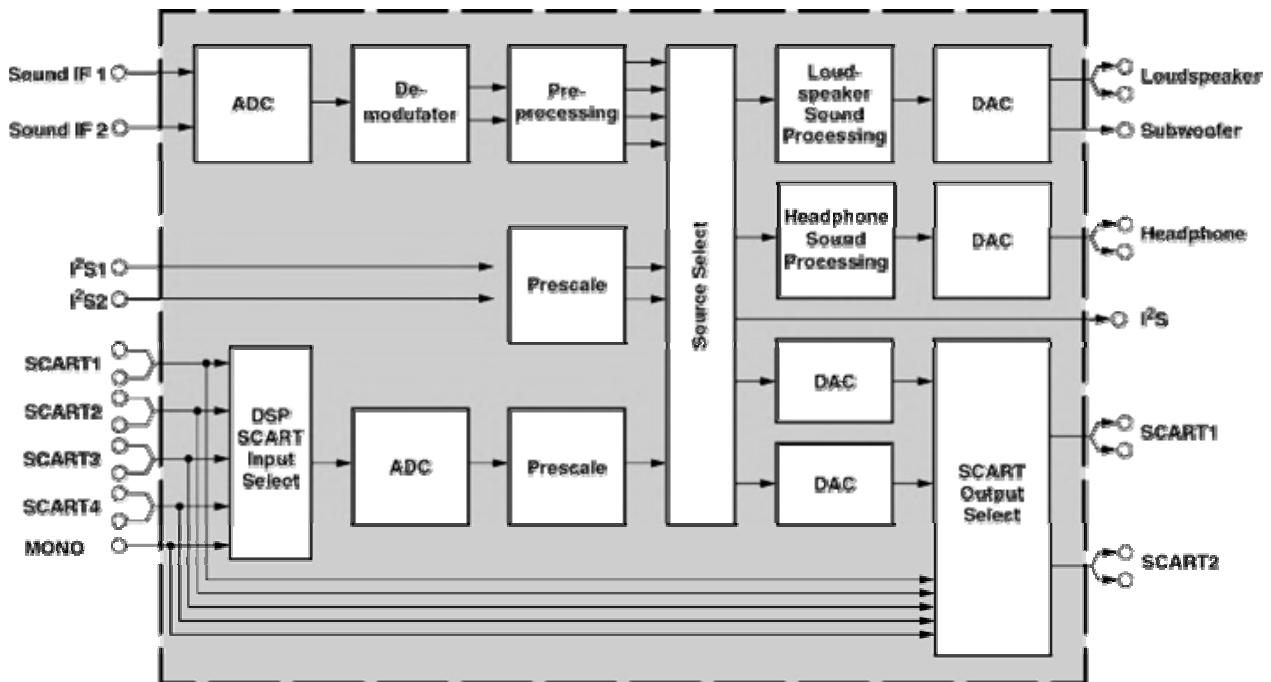 Sound IF 1
Sound IF 2
I²S1
I²S2
SCART1
SCART2
SCART3
SCART4
MONO
ADC
De-
modulator
Pre-
processing
Prescale
DSP
SCART
Input
Select
ADC
Prescale
Source Select
Loud-
speaker
Sound
Processing
DAC
Headphone
Sound
Processing
DAC
DAC
DAC
SCART
Output
Select
Loudspeaker
Subwoofer
Headphone
I²S
SCART1
SCART2